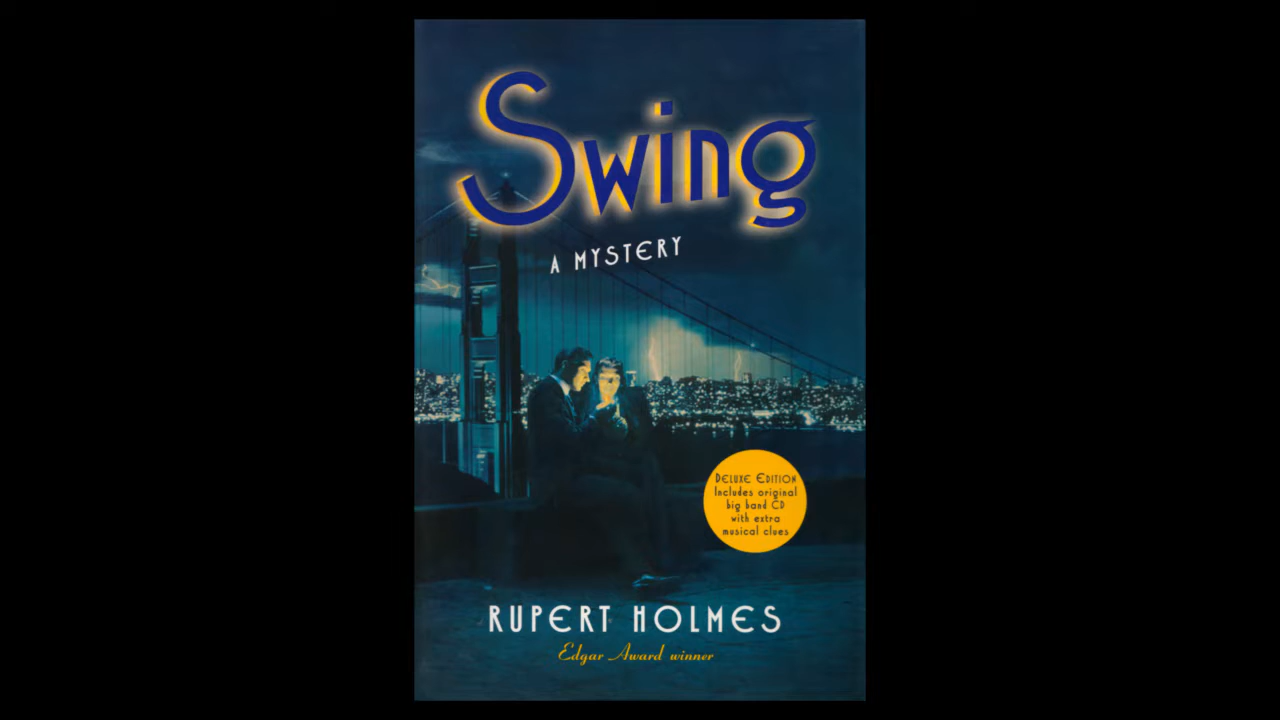 Swing
A MYSTERY
DELUXE EDITION
Includes original
big band CD
with extra
musical clues
RUPERT HOLMES
Edgar Award winner